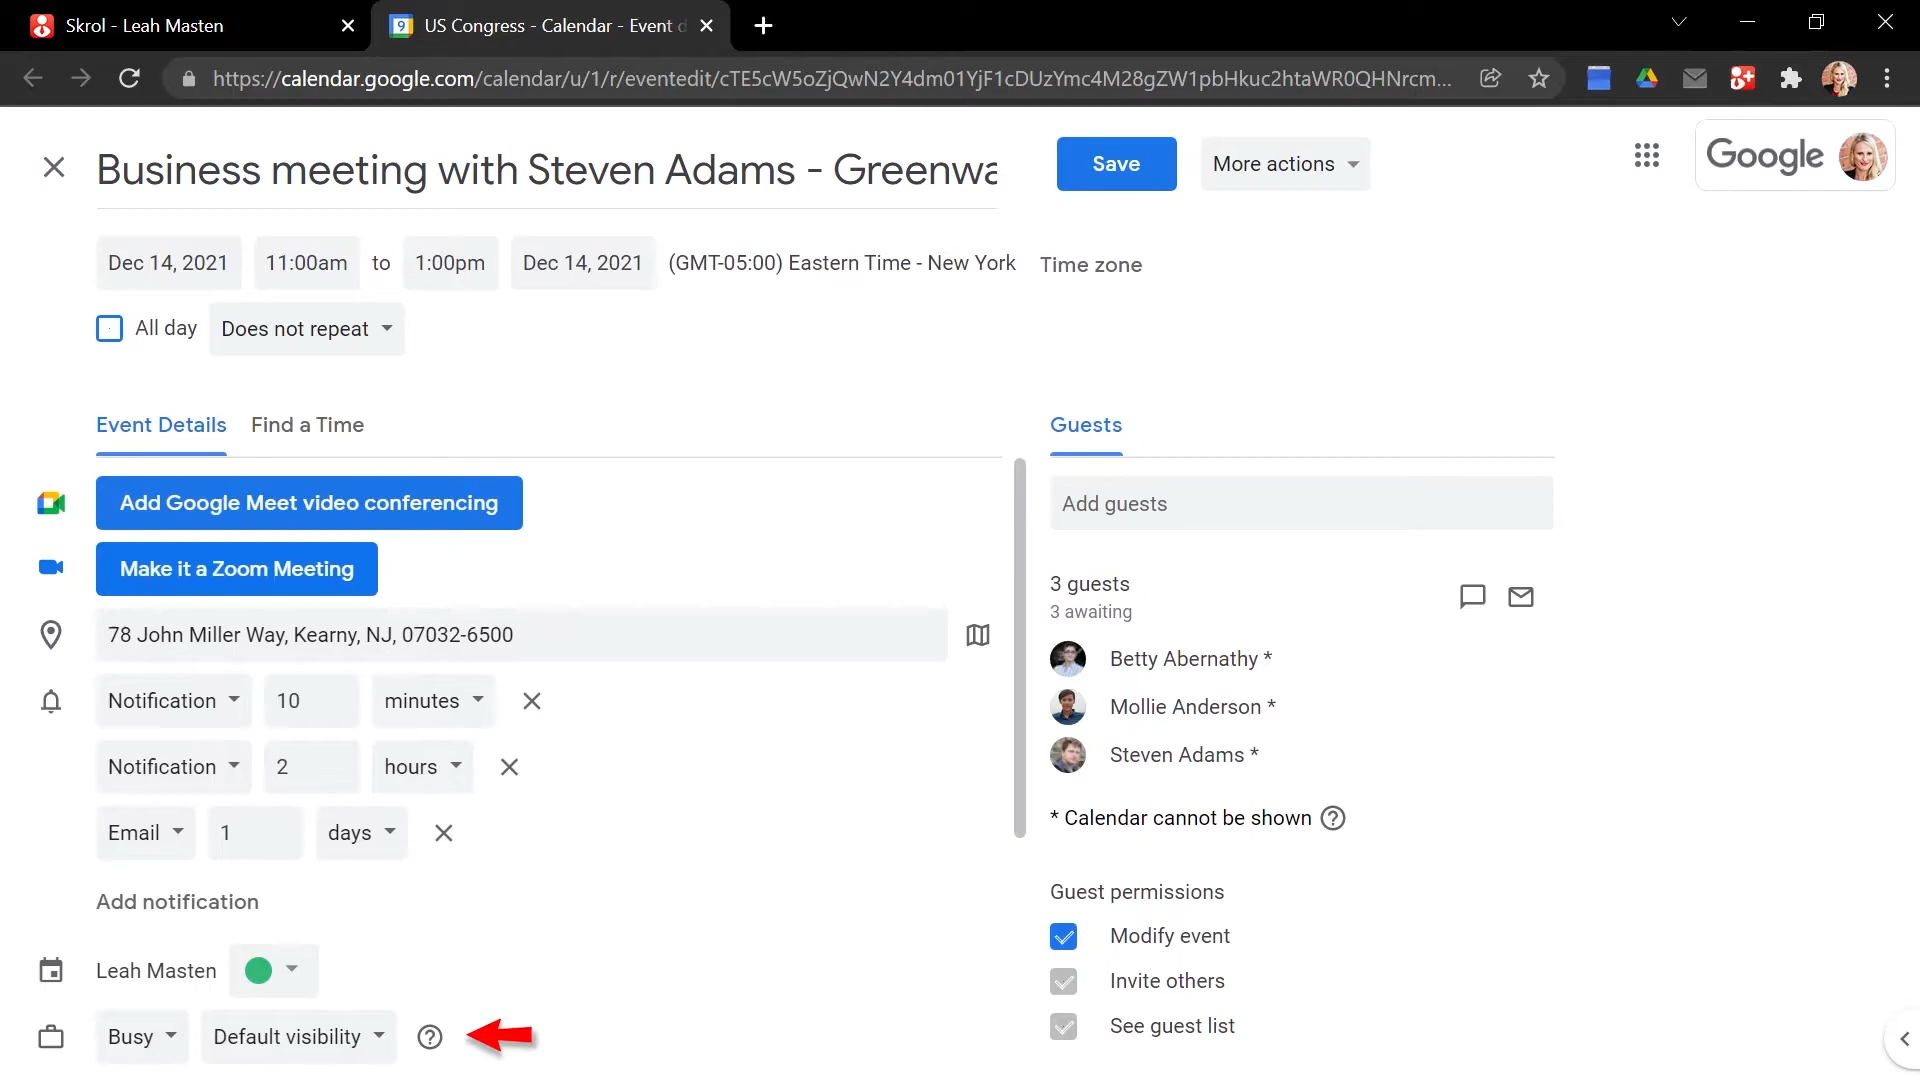 Skrol - Leah Masten
US Congress - Calendar - Event
https://calendar.google.com/calendar/u/1/r/eventedit/cTE5cW5oZjQwN2Y4dm01YjF1cDUzYmc4M28gZW1pbHkuc2htaWR0QHNrcm...
Business meeting with Steven Adams - Greenwa
Save
More actions
Google
Dec 14, 2021 11:00am to 1:00pm Dec 14, 2021 (GMT-05:00) Eastern Time - New York Time zone
All day Does not repeat
Event Details Find a Time
Add Google Meet video conferencing
Make it a Zoom Meeting
78 John Miller Way, Kearny, NJ, 07032-6500
Notification 10 minutes
Notification 2 hours
Email 1 days
Add notification
Leah Masten
Busy Default visibility
Guests
Add guests
3 guests
3 awaiting
Betty Abernathy *
Mollie Anderson *
Steven Adams *
* Calendar cannot be shown
Guest permissions
Modify event
Invite others
See guest list